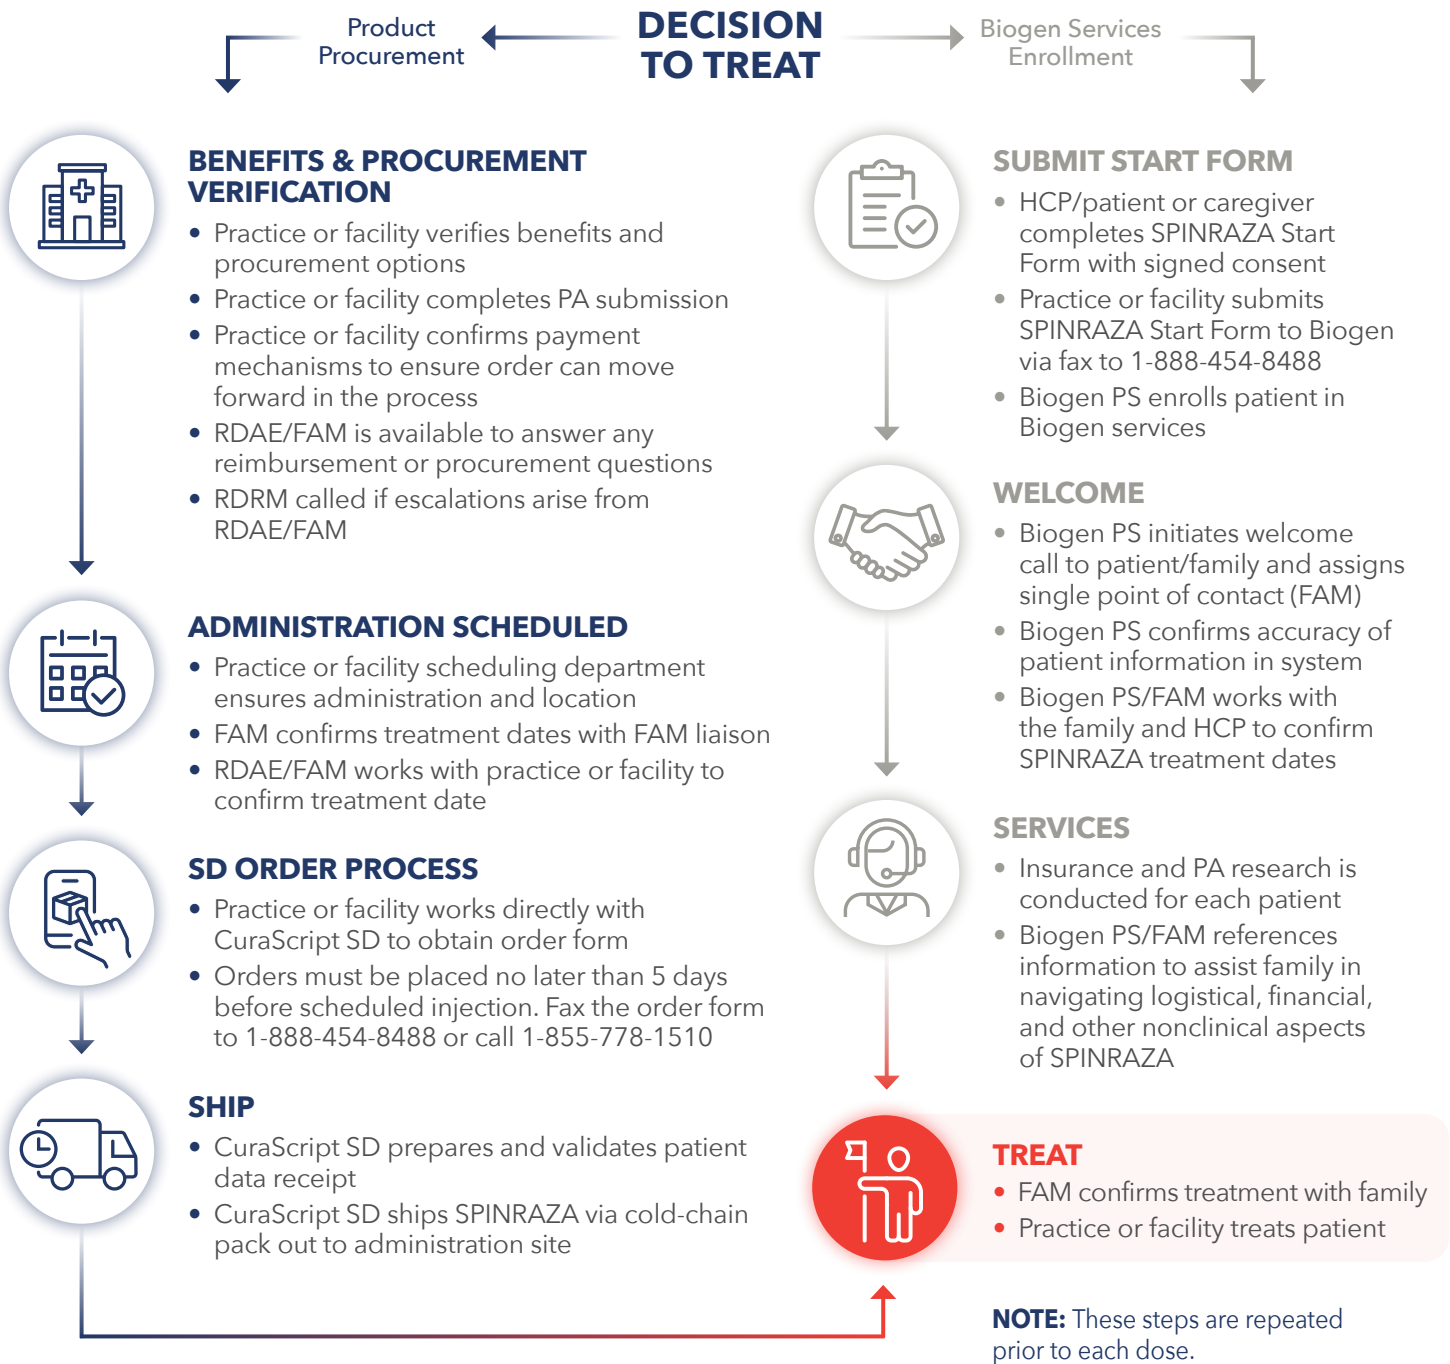 DECISION
TO TREAT
Product
Procurement
BENEFITS & PROCUREMENT
VERIFICATION
• Practice or facility verifies benefits and
procurement options
• Practice or facility completes PA submission
• Practice or facility confirms payment
mechanisms to ensure order can move
forward in the process
• RDAE/FAM is available to answer any
reimbursement or procurement questions
• RDRM called if escalations arise from
RDAE/FAM
ADMINISTRATION SCHEDULED
• Practice or facility scheduling department
ensures administration and location
• FAM confirms treatment dates with FAM liaison
• RDAE/FAM works with practice or facility to
confirm treatment date
SD ORDER PROCESS
• Practice or facility works directly with
CuraScript SD to obtain order form
• Orders must be placed no later than 5 days
before scheduled injection. Fax the order form
to 1-888-454-8488 or call 1-855-778-1510
SHIP
• CuraScript SD prepares and validates patient
data receipt
• CuraScript SD ships SPINRAZA via cold-chain
pack out to administration site
Biogen Services
Enrollment
SUBMIT START FORM
• HCP/patient or caregiver
completes SPINRAZA Start
Form with signed consent
• Practice or facility submits
SPINRAZA Start Form to Biogen
via fax to 1-888-454-8488
• Biogen PS enrolls patient in
Biogen services
WELCOME
• Biogen PS initiates welcome
call to patient/family and assigns
single point of contact (FAM)
• Biogen PS confirms accuracy of
patient information in system
• Biogen PS/FAM works with
the family and HCP to confirm
SPINRAZA treatment dates
SERVICES
• Insurance and PA research is
conducted for each patient
• Biogen PS/FAM references
information to assist family in
navigating logistical, financial,
and other nonclinical aspects
of SPINRAZA
TREAT
• FAM confirms treatment with family
• Practice or facility treats patient
NOTE: These steps are repeated
prior to each dose.